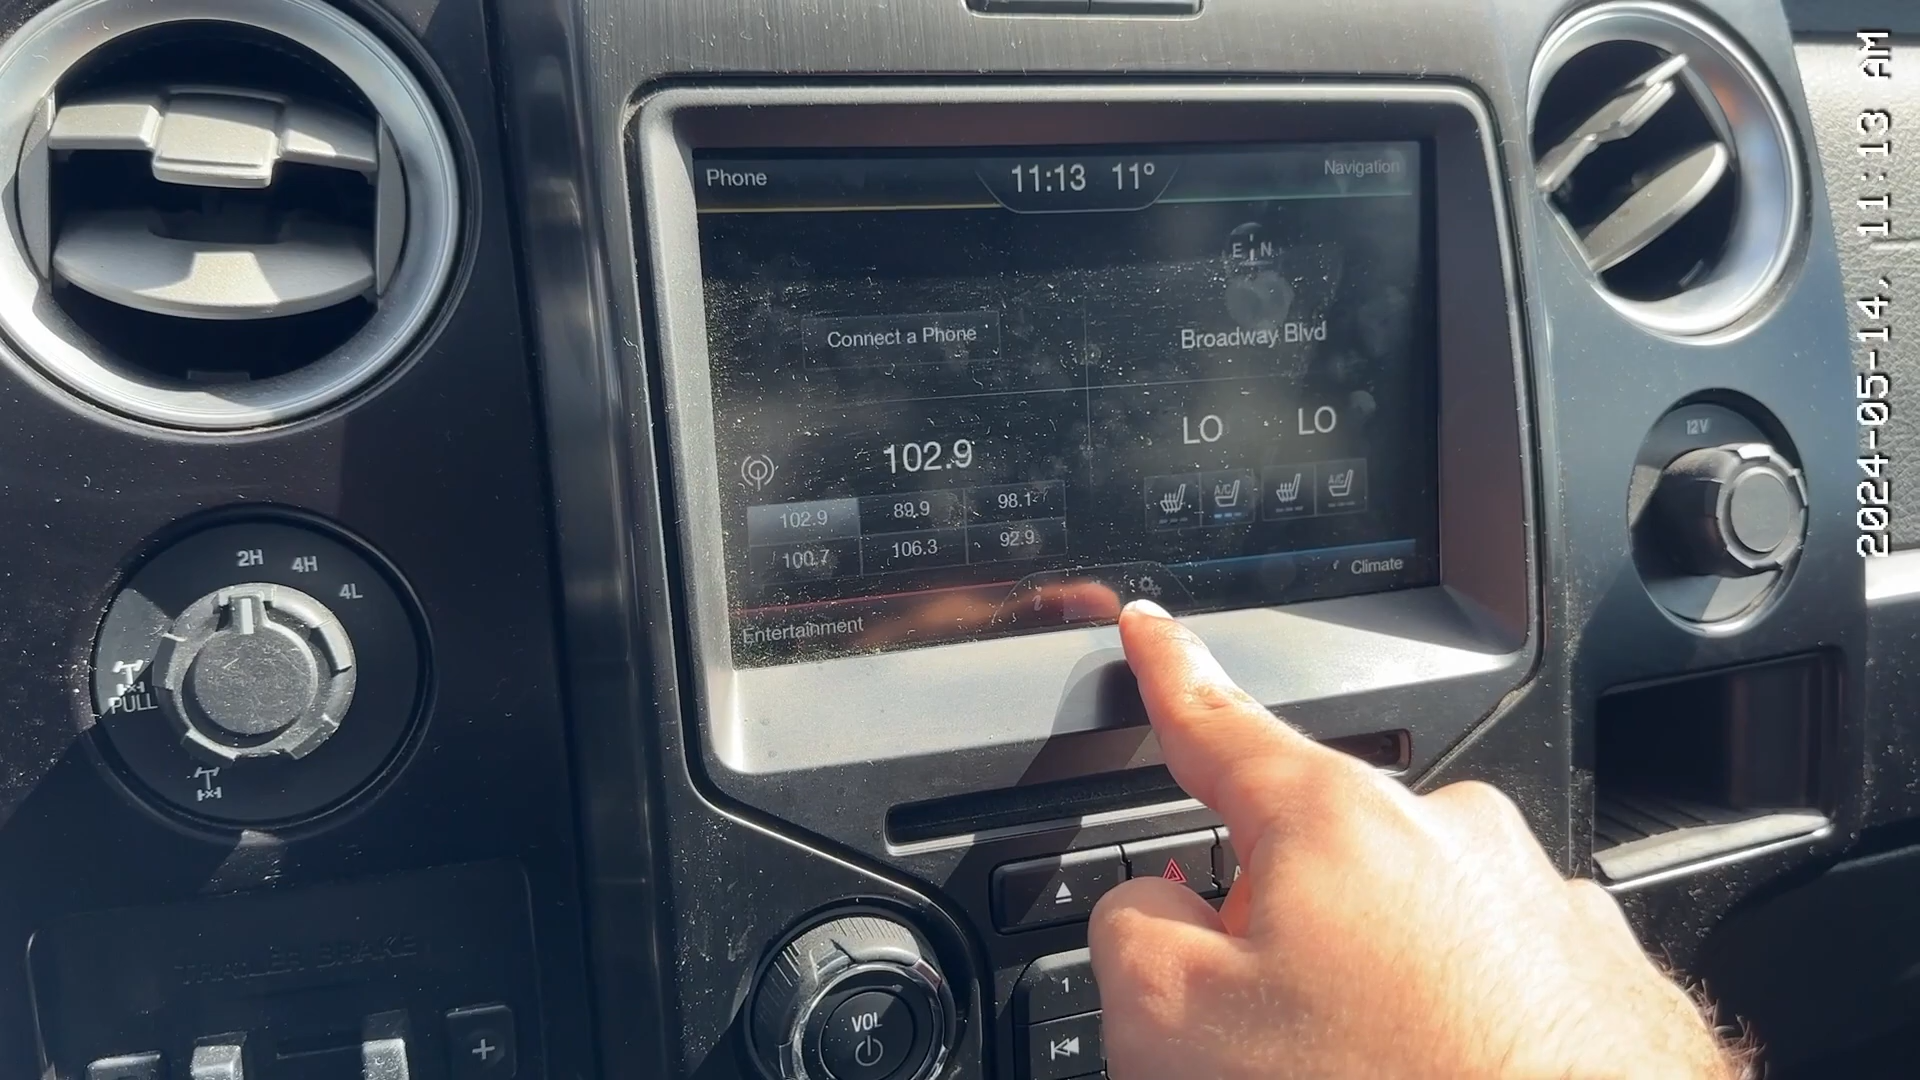 Phone
11:13 11°
Navigation
E N
Connect a Phone
Broadway Blvd
102.9
LO LO
102.9 89.9 98.1
100.7 106.3 92.9
A/C
A/C
Entertainment
i
Climate
2H
4H
4L
PULL
12V
TRAILER BRAKE
+
VOL
1
2024-05-14, 11:13 AM